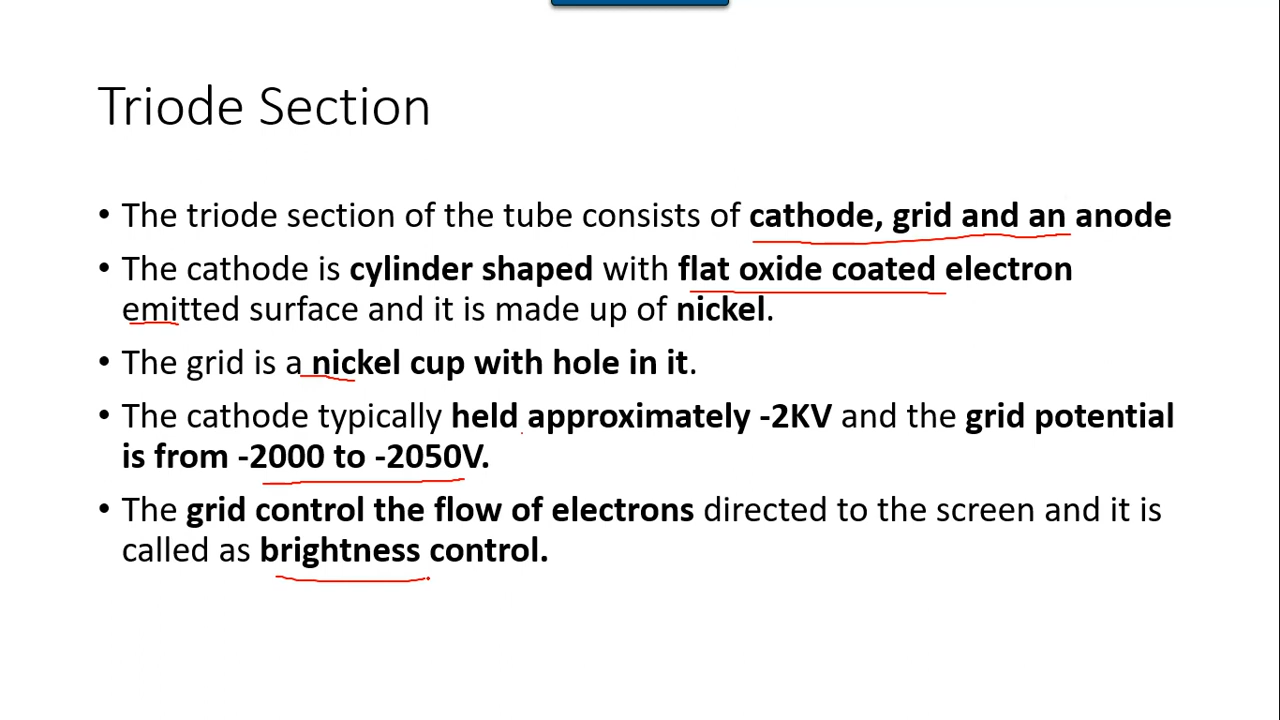 Triode Section
• The triode section of the tube consists of cathode, grid and an anode
• The cathode is cylinder shaped with flat oxide coated electron
emitted surface and it is made up of nickel.
• The grid is a nickel cup with hole in it.
• The cathode typically held approximately -2KV and the grid potential
is from -2000 to -2050V.
• The grid control the flow of electrons directed to the screen and it is
called as brightness control.